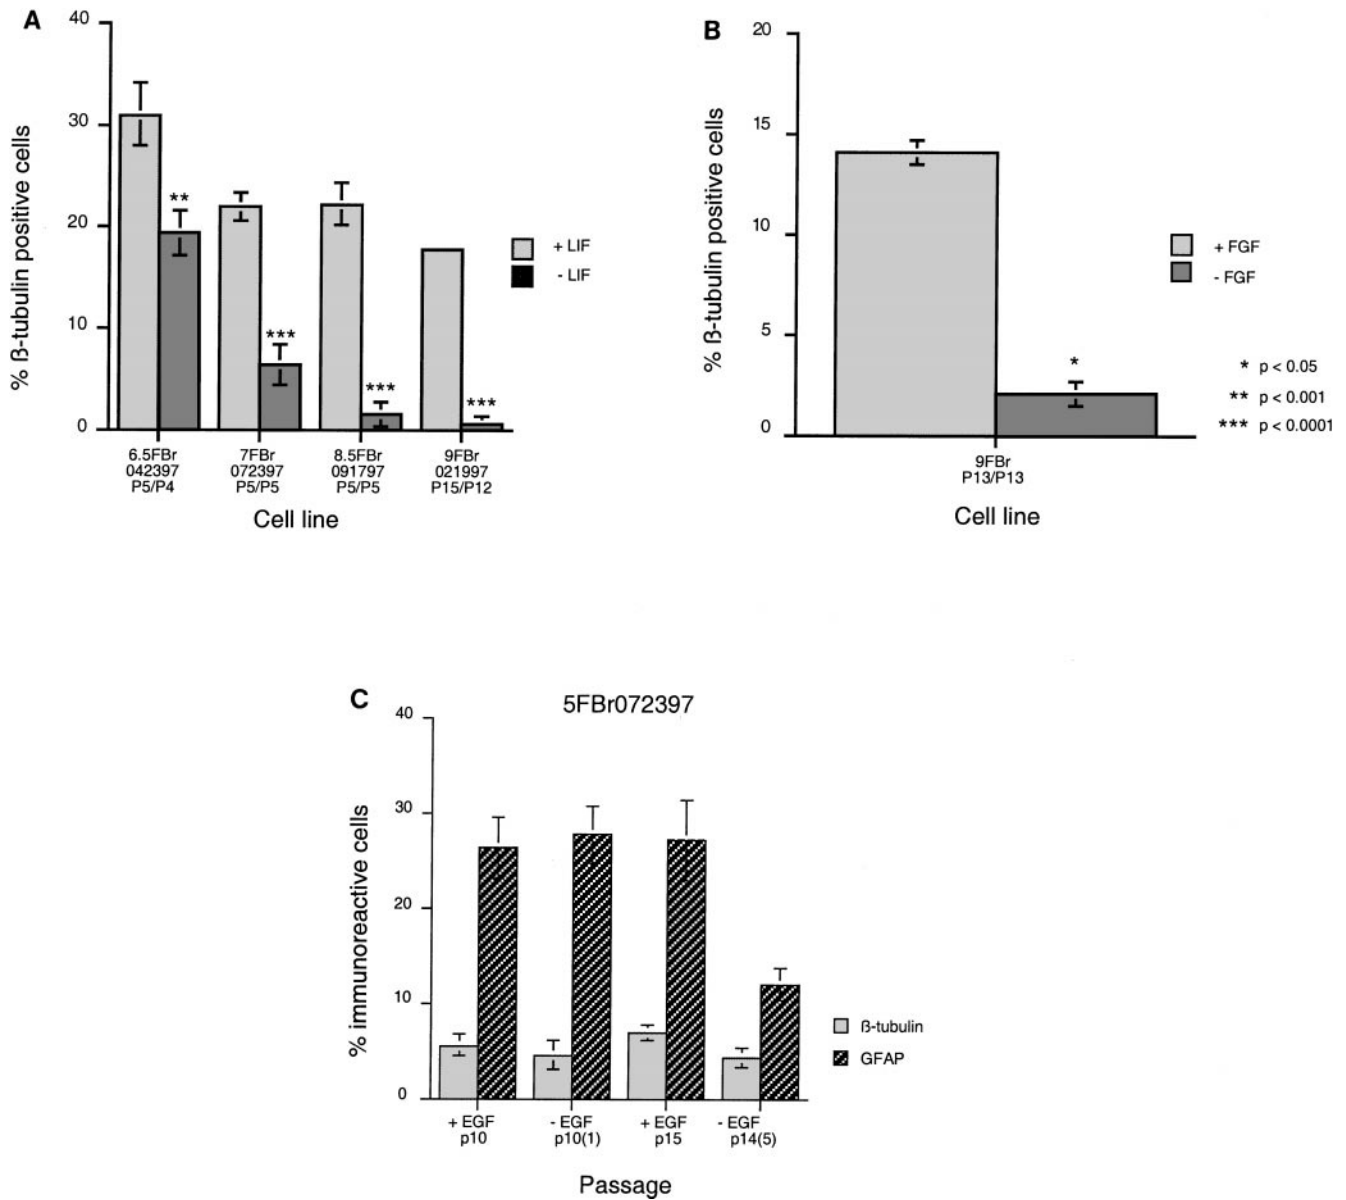 A
40
30
20
10
0
% ß-tubulin positive cells
**
***
***
***
+ LIF
- LIF
6.5FBr
042397
P5/P4
7FBr
072397
P5/P5
8.5FBr
091797
P5/P5
9FBr
021997
P15/P12
Cell line
B
20
15
10
5
0
% ß-tubulin positive cells
*
+ FGF
- FGF
* p < 0.05
** p < 0.001
*** p < 0.0001
9FBr
P13/P13
Cell line
C
5FBr072397
40
30
20
10
0
% immunoreactive cells
ß-tubulin
GFAP
+ EGF
p10
- EGF
p10(1)
+ EGF
p15
- EGF
p14(5)
Passage